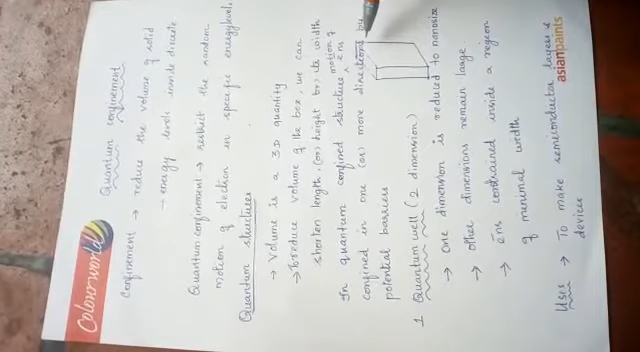 Colourworld
Quantum confinement
Confinement → reduce the volume of solid
→ energy levels inside discrete
Quantum confinement → restrict the random
motion of electron in specific energy level.
Quantum structures
→ Volume is a 3D quantity
→ To reduce volume of the box, we can
shorten length, (or) height (or) its width
In quantum confined structure, motion of ēns
confined in one (or) more directions by
potential barriers
1 Quantum well (2 dimension)
→ One dimension is reduced to nanosize
→ other dimensions remain large.
→ ēns constrained inside a region
of minimal width
Uses → To make semiconductor layers &
devices
asianpaints